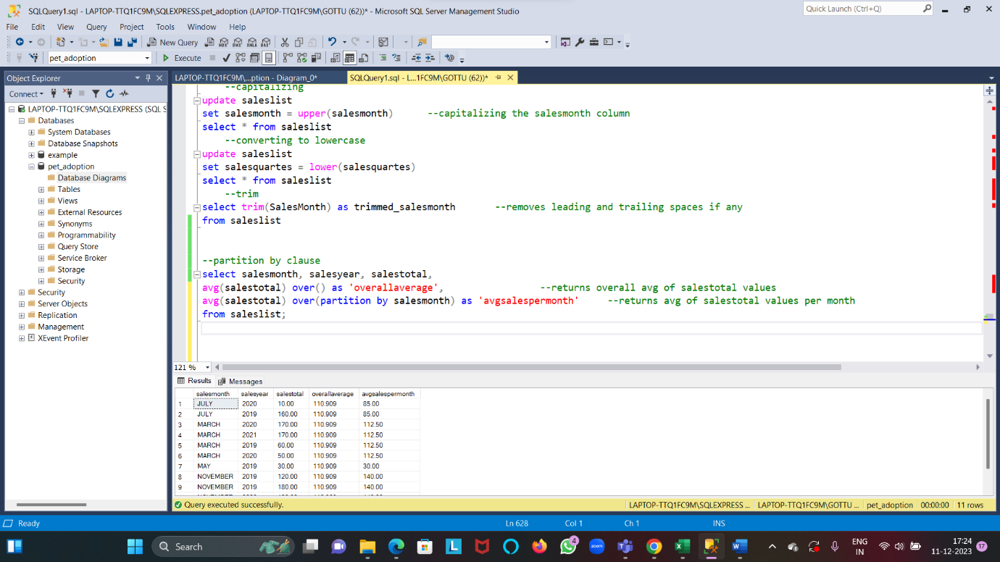 SQLQuery1.sql - LAPTOP-TTQ1FC9M\SQLEXPRESS.pet_adoption (LAPTOP-TTQ1FC9M\GOTTU (62))* - Microsoft SQL Server Management Studio
Quick Launch (Ctrl+Q)
File Edit View Query Project Tools Window Help
New Query
pet_adoption
Execute
Object Explorer
LAPTOP-TTQ1FC9M\...ption - Diagram_0*
SQLQuery1.sql - L...1FC9M\GOTTU (62))*
Connect
LAPTOP-TTQ1FC9M\SQLEXPRESS (SQL S
Databases
System Databases
Database Snapshots
example
pet_adoption
Database Diagrams
Tables
Views
External Resources
Synonyms
Programmability
Query Store
Service Broker
Storage
Security
Security
Server Objects
Replication
Management
XEvent Profiler
--capitalizing
update saleslist
set salesmonth = upper(salesmonth) --capitalizing the salesmonth column
select * from saleslist
--converting to lowercase
update saleslist
set salesquartes = lower(salesquartes)
select * from saleslist
--trim
select trim(SalesMonth) as trimmed_salesmonth --removes leading and trailing spaces if any
from saleslist
--partition by clause
select salesmonth, salesyear, salestotal,
avg(salestotal) over() as 'overallaverage', --returns overall avg of salestotal values
avg(salestotal) over(partition by salesmonth) as 'avgsalespermonth' --returns avg of salestotal values per month
from saleslist;
121 %
Results Messages
salesmonth salesyear salestotal overallaverage avgsalespermonth
1 JULY 2020 10.00 110.909 85.00
2 JULY 2019 160.00 110.909 85.00
3 MARCH 2020 170.00 110.909 112.50
4 MARCH 2021 170.00 110.909 112.50
5 MARCH 2019 60.00 110.909 112.50
6 MARCH 2020 50.00 110.909 112.50
7 MAY 2019 30.00 110.909 30.00
8 NOVEMBER 2019 120.00 110.909 140.00
9 NOVEMBER 2019 180.00 110.909 140.00
Query executed successfully.
LAPTOP-TTQ1FC9M\SQLEXPRESS ... LAPTOP-TTQ1FC9M\GOTTU ... pet_adoption 00:00:00 11 rows
Ready Ln 628 Col 1 Ch 1 INS
Search
4
zoom
ENG
IN
17:24
11-12-2023
17